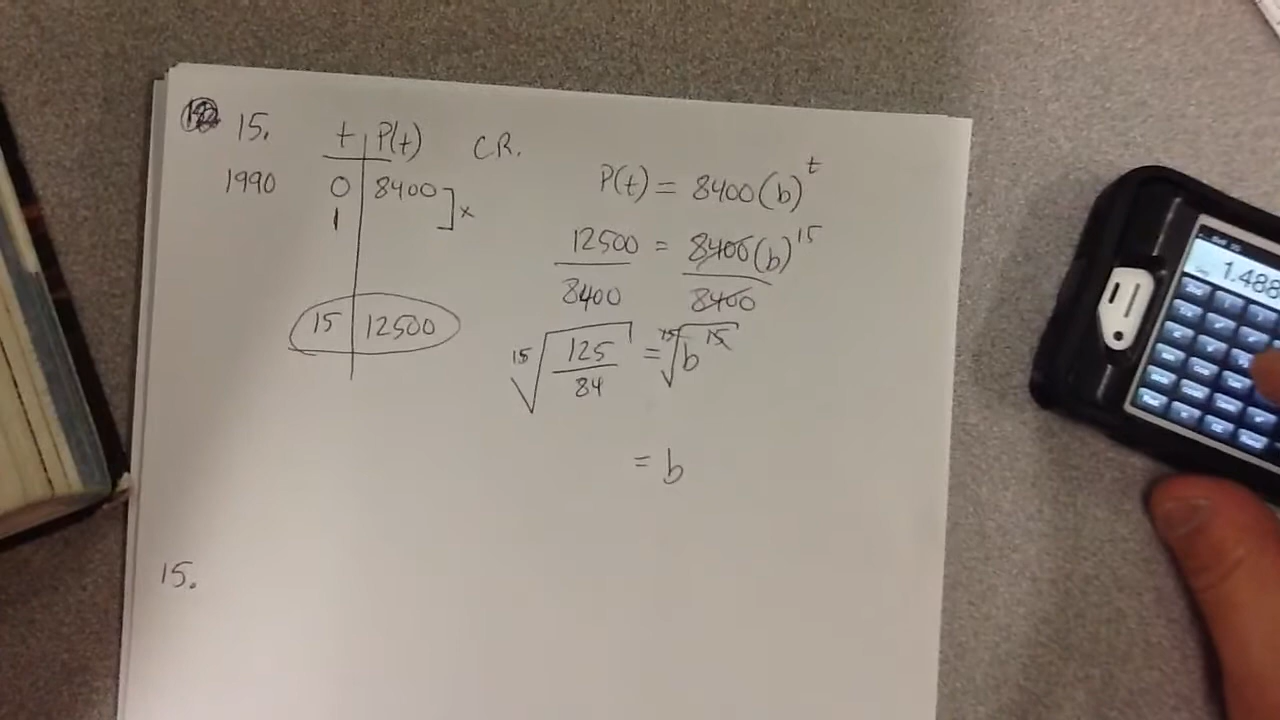 15. t P(t) C.R.
1990 0 8400 x
1
15 12500
P(t) = 8400(b)^t
12500 = 8400(b)^15
8400 8400
15√125/84 = 15√b^15
= b
15.
1.488